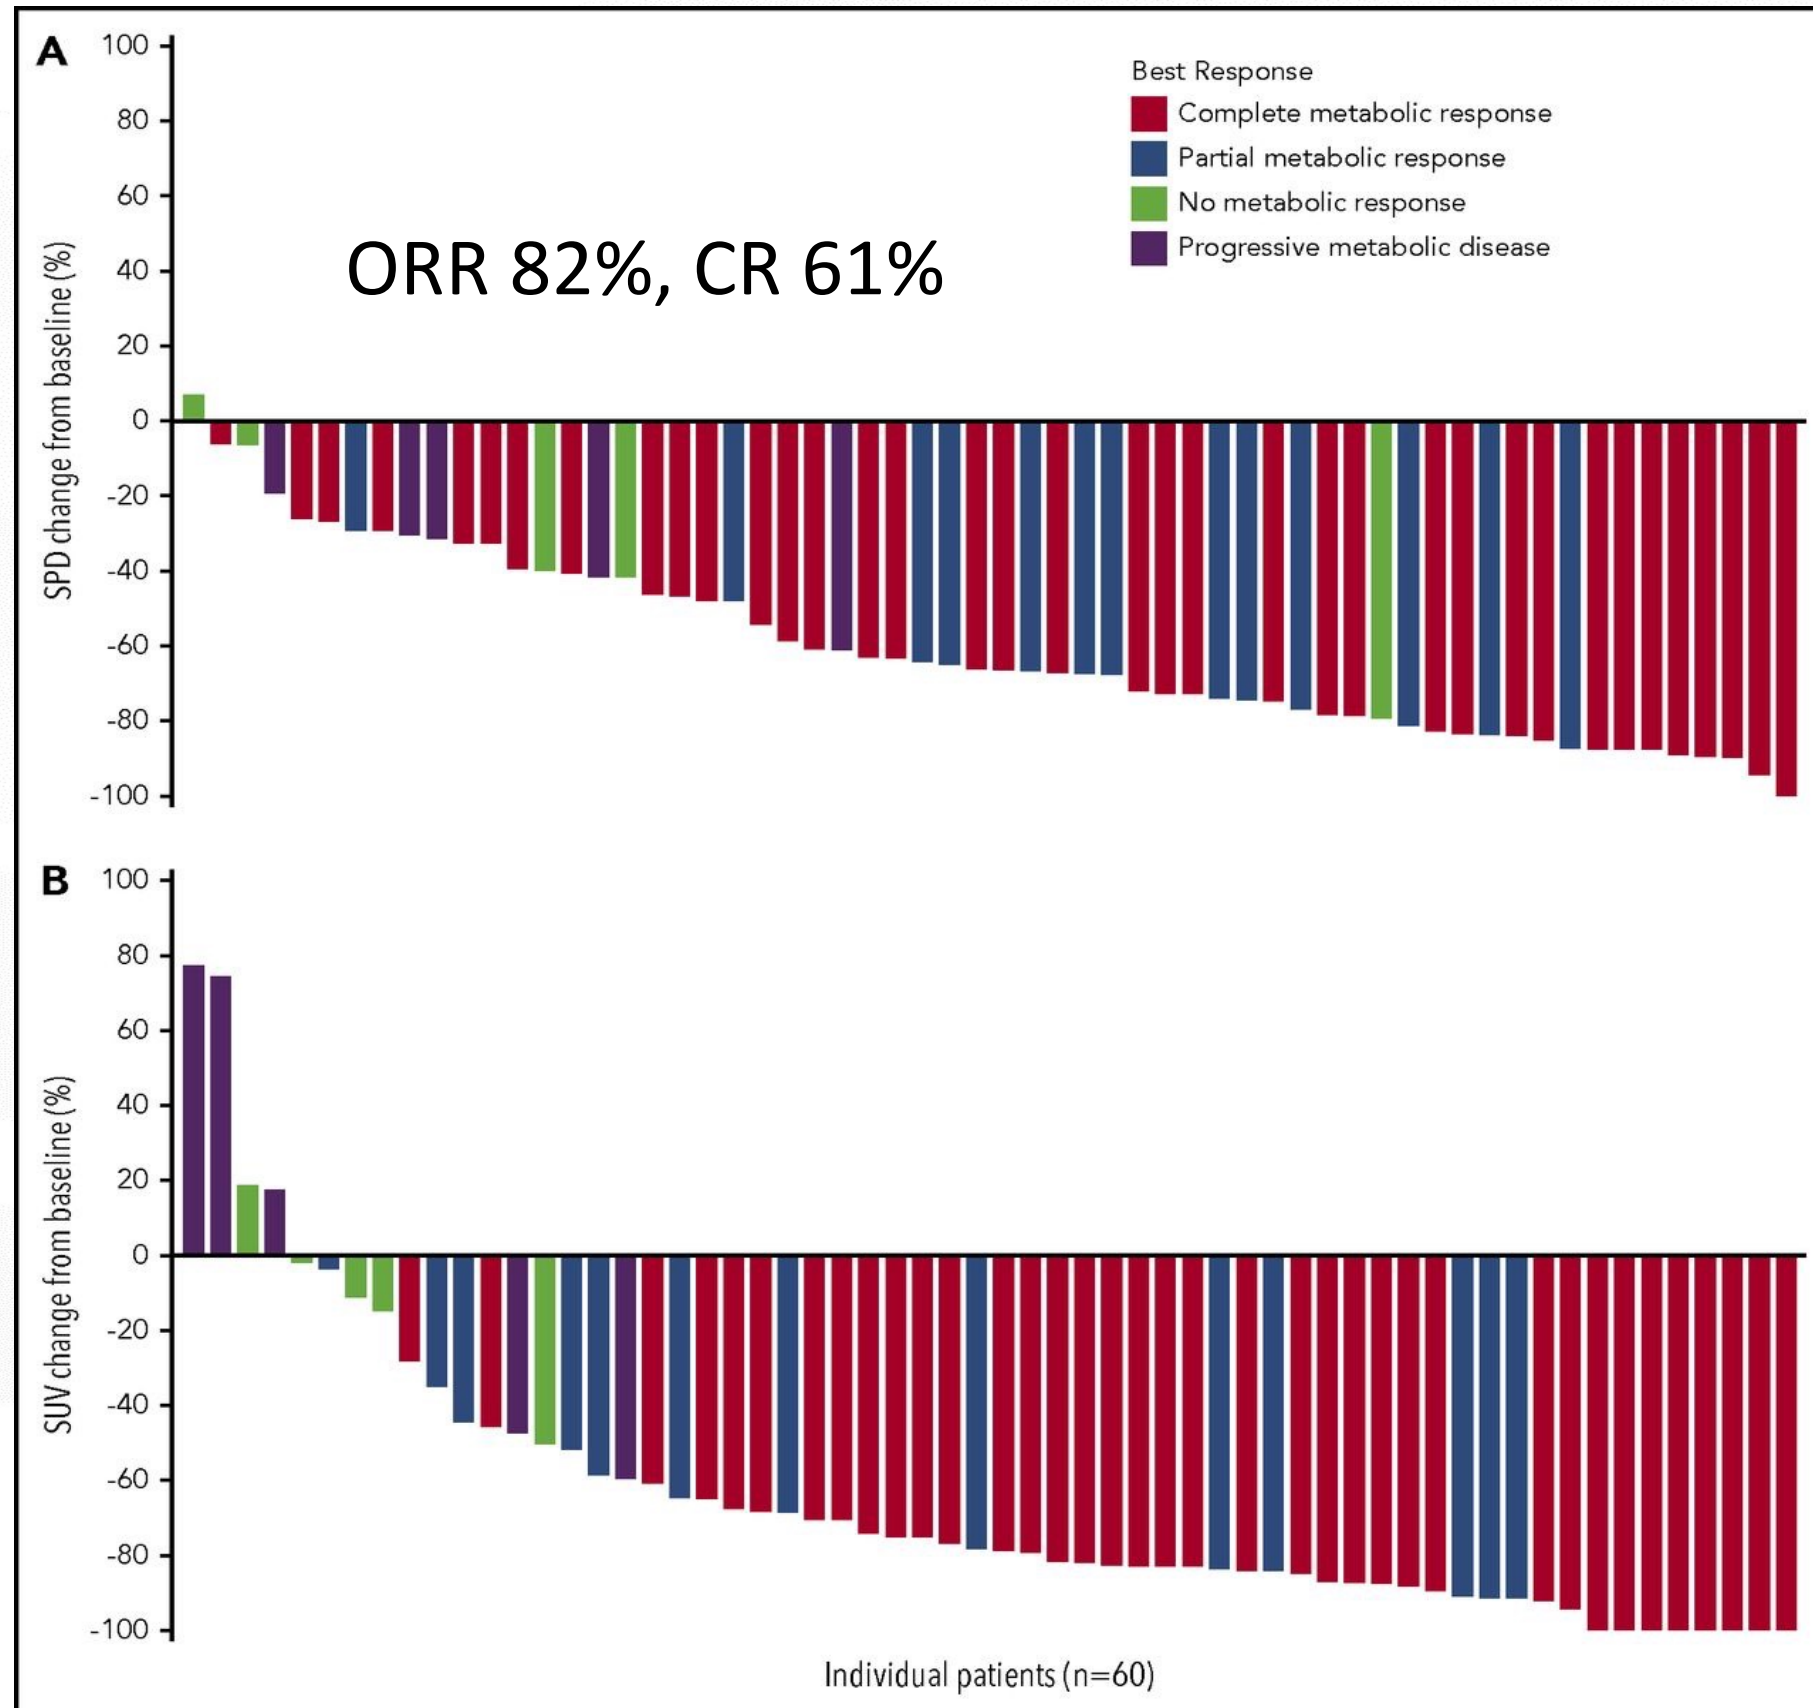 A
100
80
60
40
20
0
-20
-40
-60
-80
-100
SPD change from baseline (%)
ORR 82%, CR 61%
Best Response
Complete metabolic response
Partial metabolic response
No metabolic response
Progressive metabolic disease
B
100
80
60
40
20
0
-20
-40
-60
-80
-100
SUV change from baseline (%)
Individual patients (n=60)